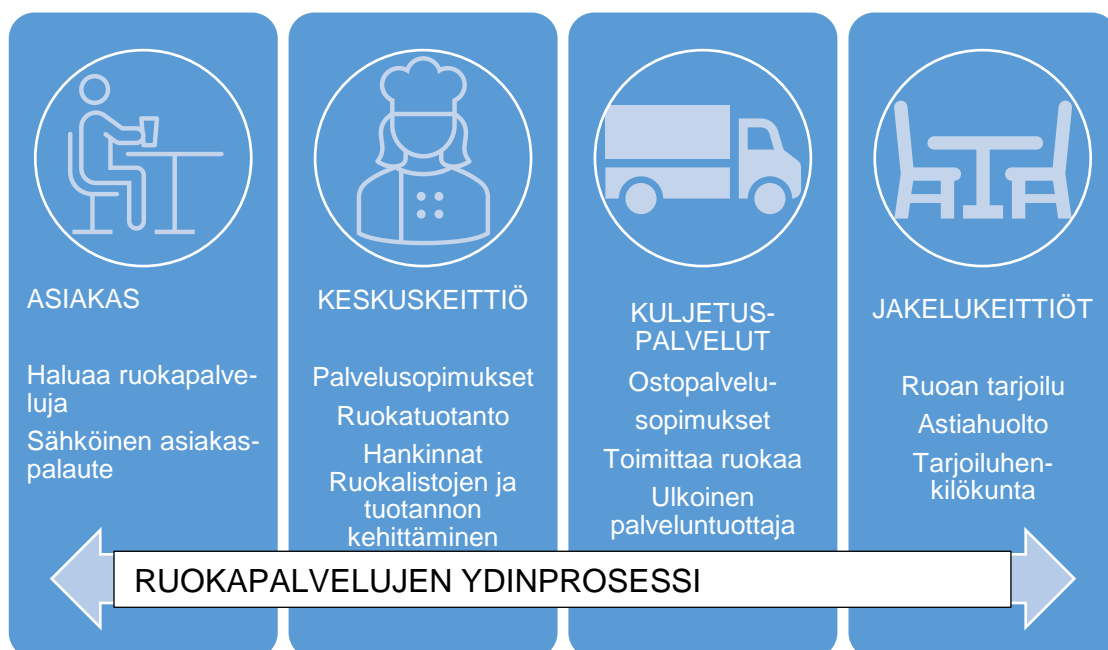 ASIAKAS
Haluaa ruokapalve-
luja
Sähköinen asiakas-
palaute
KESKUSKEITTIÖ
Palvelusopimukset
Ruokatuotanto
Hankinnat
Ruokalistojen ja
tuotannon
kehittäminen
KULJETUS-
PALVELUT
Ostopalvelu-
sopimukset
Toimittaa ruokaa
Ulkoinen
palveluntuottaja
JAKELUKEITTIÖT
Ruoan tarjoilu
Astiahuolto
Tarjoiluhen-
kilökunta
RUOKAPALVELUJEN YDINPROSESSI